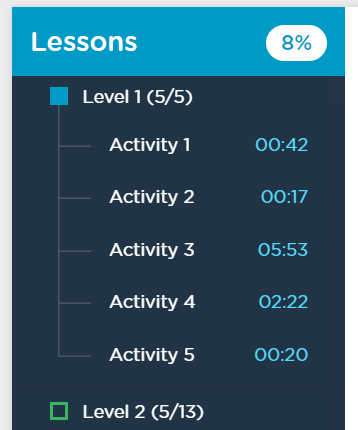 Lessons 8%
Level 1 (5/5)
Activity 1 00:42
Activity 2 00:17
Activity 3 05:53
Activity 4 02:22
Activity 5 00:20
Level 2 (5/13)